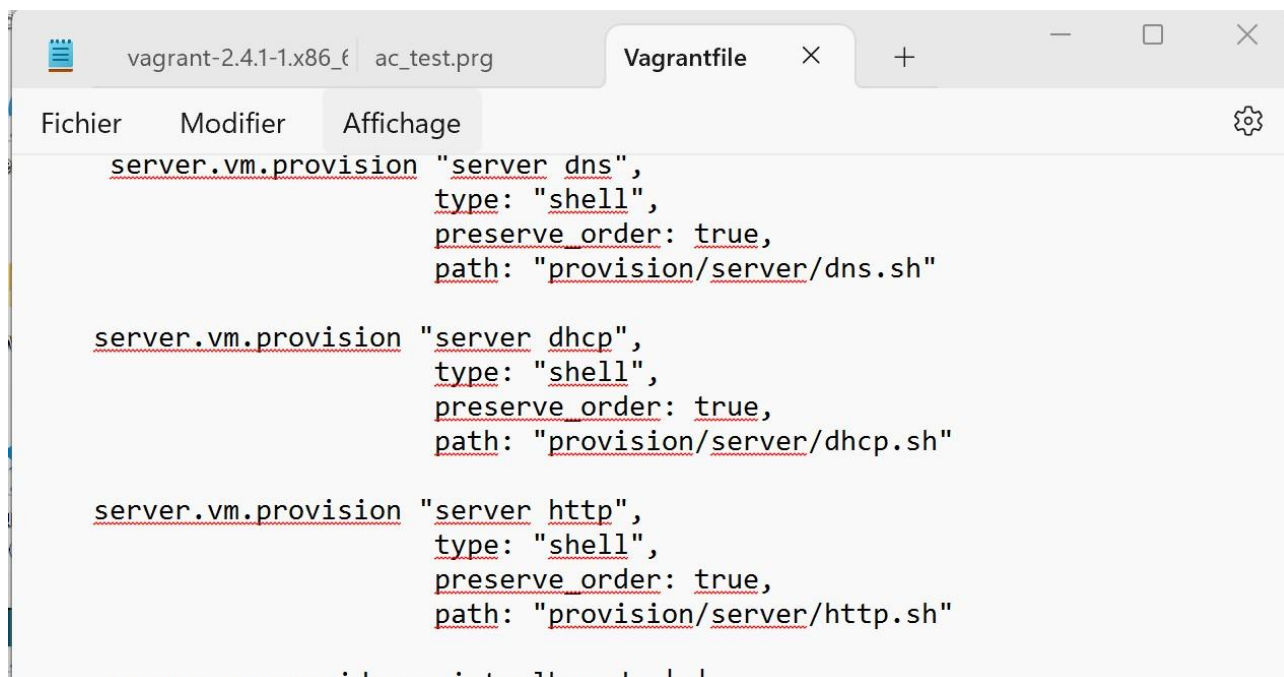 vagrant-2.4.1-1.x86_6 ac_test.prg Vagrantfile
Fichier Modifier Affichage
server.vm.provision "server dns",
type: "shell",
preserve_order: true,
path: "provision/server/dns.sh"
server.vm.provision "server dhcp",
type: "shell",
preserve_order: true,
path: "provision/server/dhcp.sh"
server.vm.provision "server http",
type: "shell",
preserve_order: true,
path: "provision/server/http.sh"